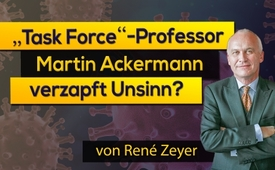 „Task Force“-Professor
Martin Ackermann
verzapft Unsinn?
von René Zeyer